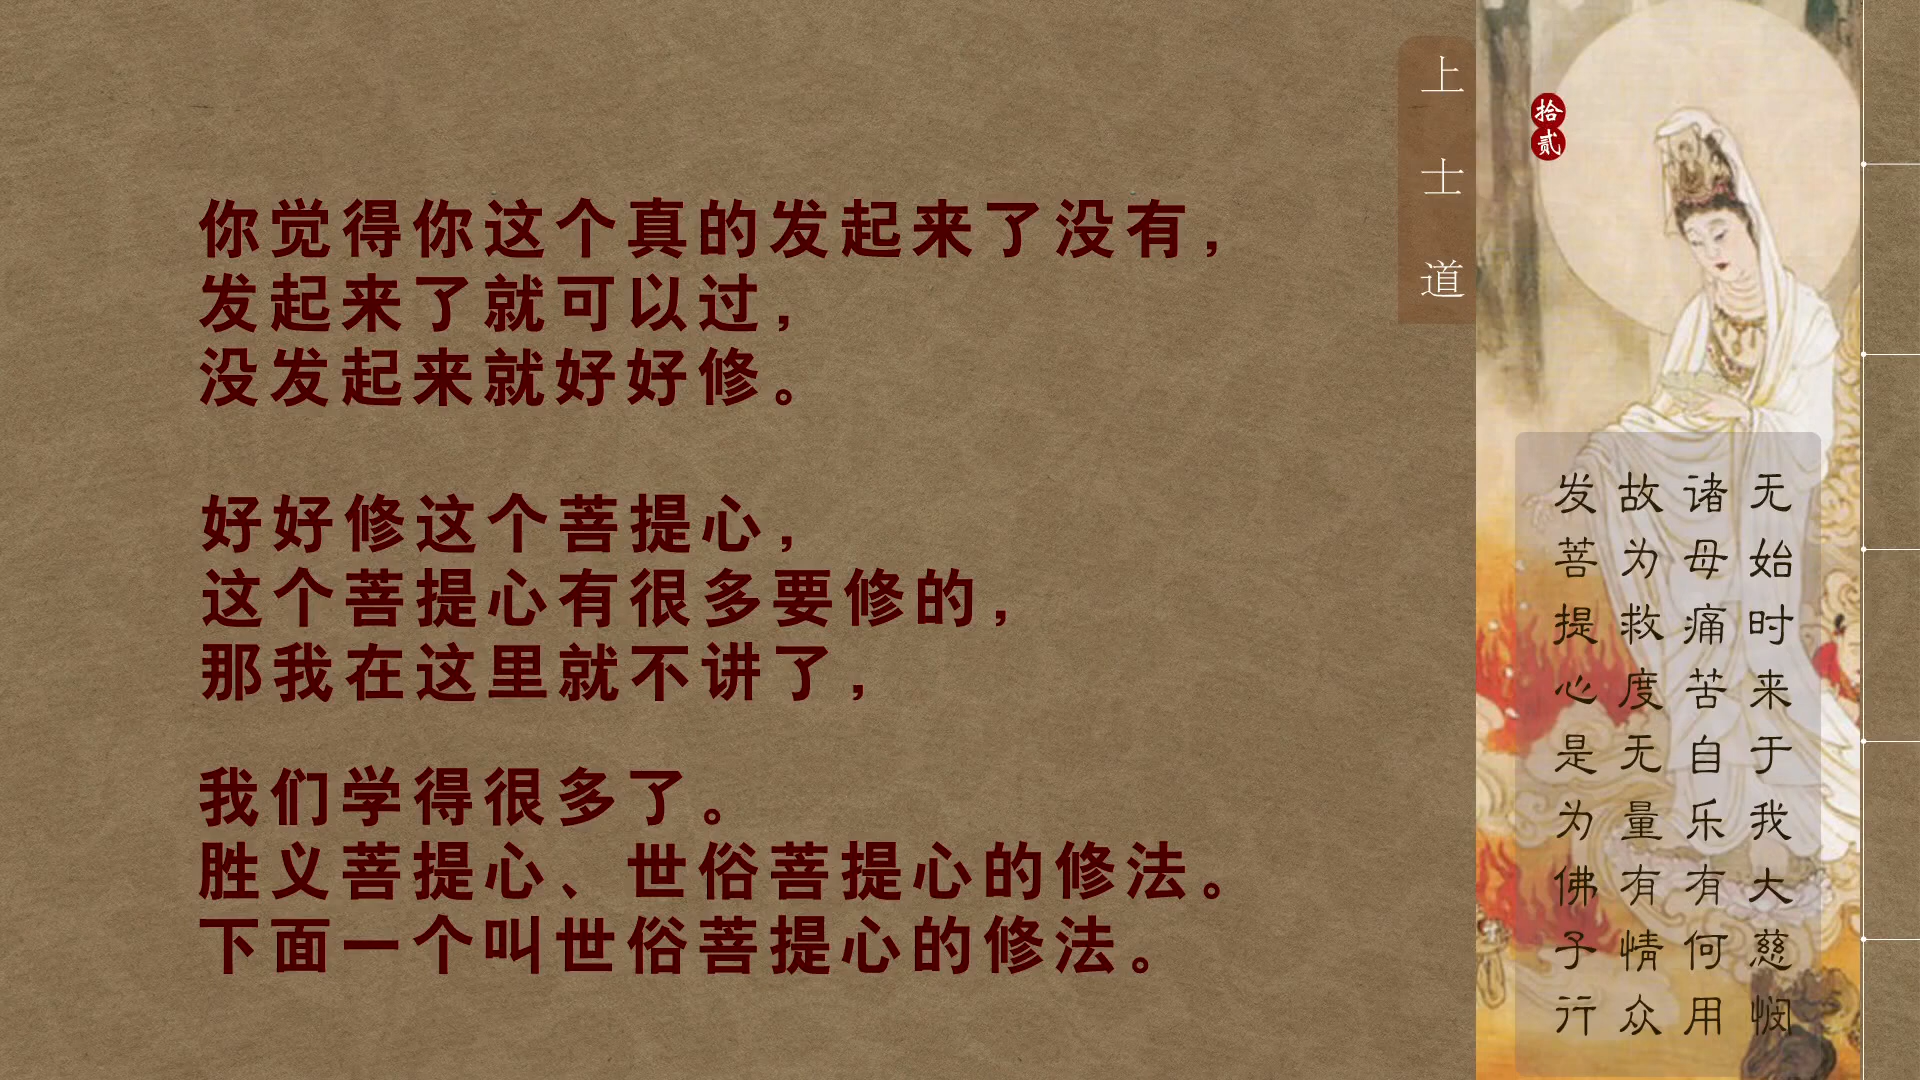 你觉得你这个真的发起来了没有，
发起来了就可以过，
没发起来就好好修。
好好修这个菩提心，
这个菩提心有很多要修的，
那我在这里就不讲了，
我们学得很多了。
胜义菩提心、世俗菩提心的修法。
下面一个叫世俗菩提心的修法。
上士道
拾贰
无始时来于我大慈悯
诸母痛苦自乐有何用
故为救度无量有情众
发菩提心是为佛子行